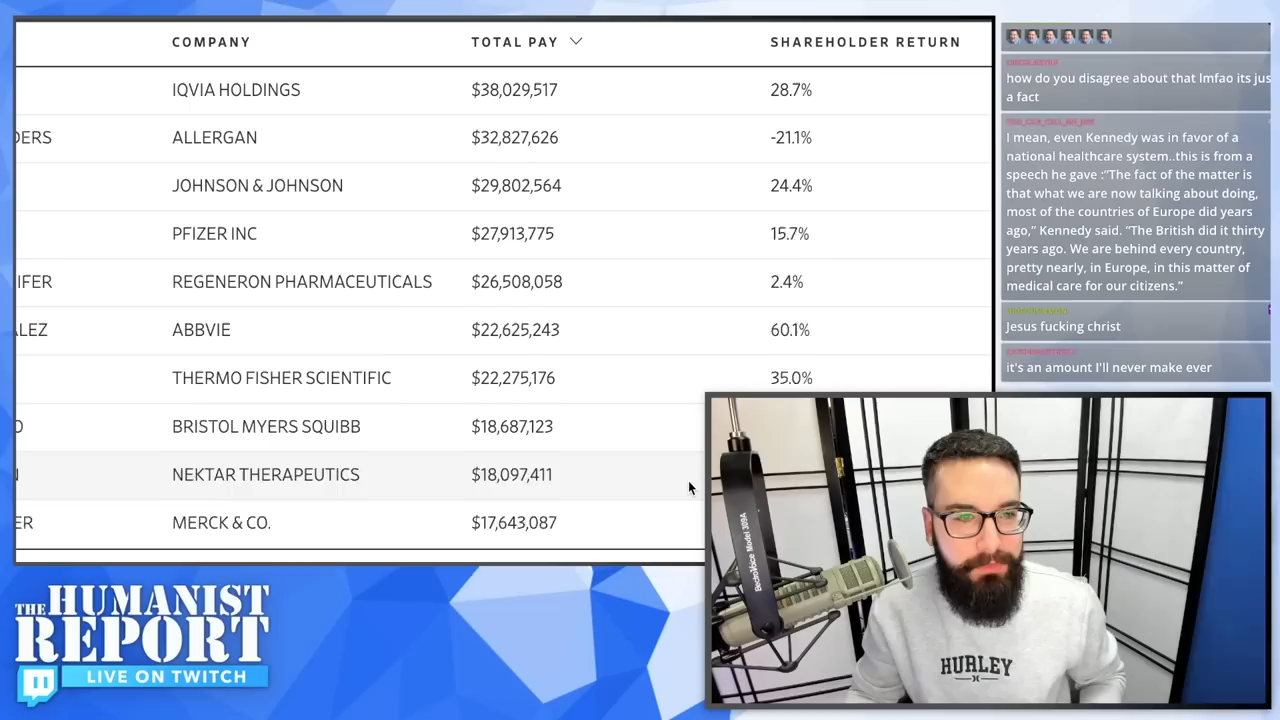 COMPANY TOTAL PAY SHAREHOLDER RETURN
IQVIA HOLDINGS $38,029,517 28.7%
DERS ALLERGAN $32,827,626 -21.1%
JOHNSON & JOHNSON $29,802,564 24.4%
PFIZER INC $27,913,775 15.7%
IFER REGENERON PHARMACEUTICALS $26,508,058 2.4%
ALEZ ABBVIE $22,625,243 60.1%
THERMO FISHER SCIENTIFIC $22,275,176 35.0%
O BRISTOL MYERS SQUIBB $18,687,123
N NEKTAR THERAPEUTICS $18,097,411
ER MERCK & CO. $17,643,087
how do you disagree about that lmfao its jus
a fact
I mean, even Kennedy was in favor of a
national healthcare system..this is from a
speech he gave :“The fact of the matter is
that what we are now talking about doing,
most of the countries of Europe did years
ago,” Kennedy said. “The British did it thirty
years ago. We are behind every country,
pretty nearly, in Europe, in this matter of
medical care for our citizens.”
Jesus fucking christ
it's an amount I'll never make ever
ElectroVoice Model 309A
HURLEY
THE HUMANIST
REPORT
LIVE ON TWITCH